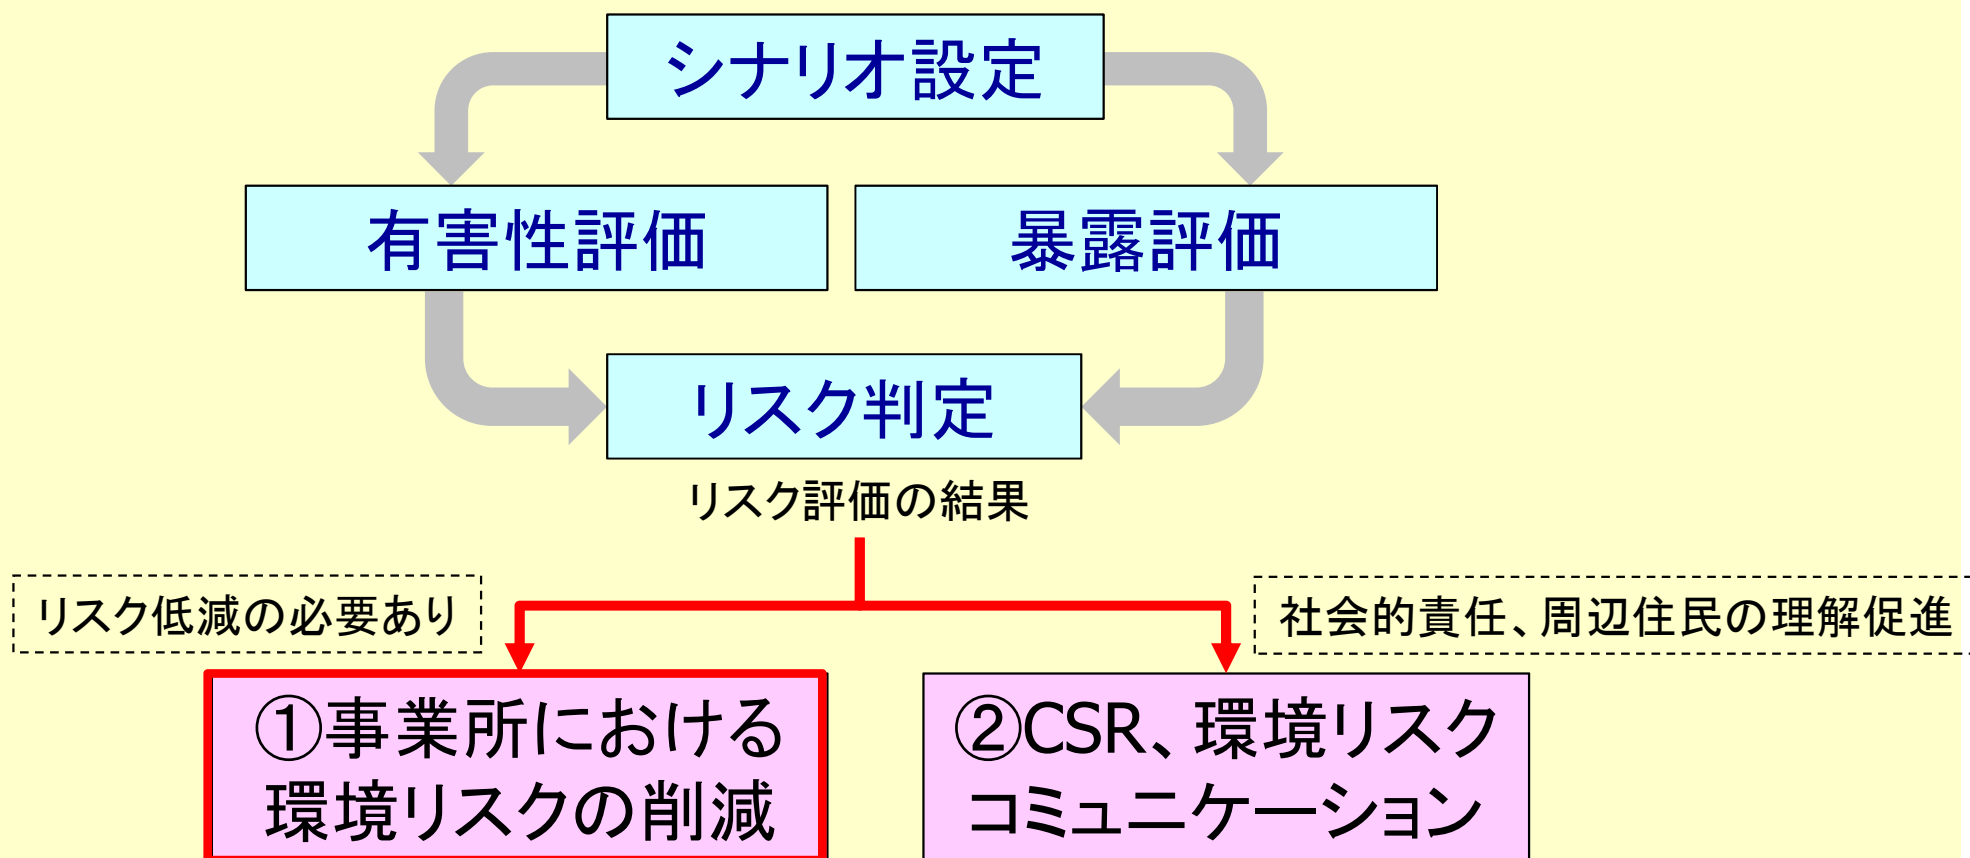 シナリオ設定
有害性評価
暴露評価
リスク判定
リスク評価の結果
リスク低減の必要あり
社会的責任、周辺住民の理解促進
①事業所における
環境リスクの削減
②CSR、環境リスク
コミュニケーション